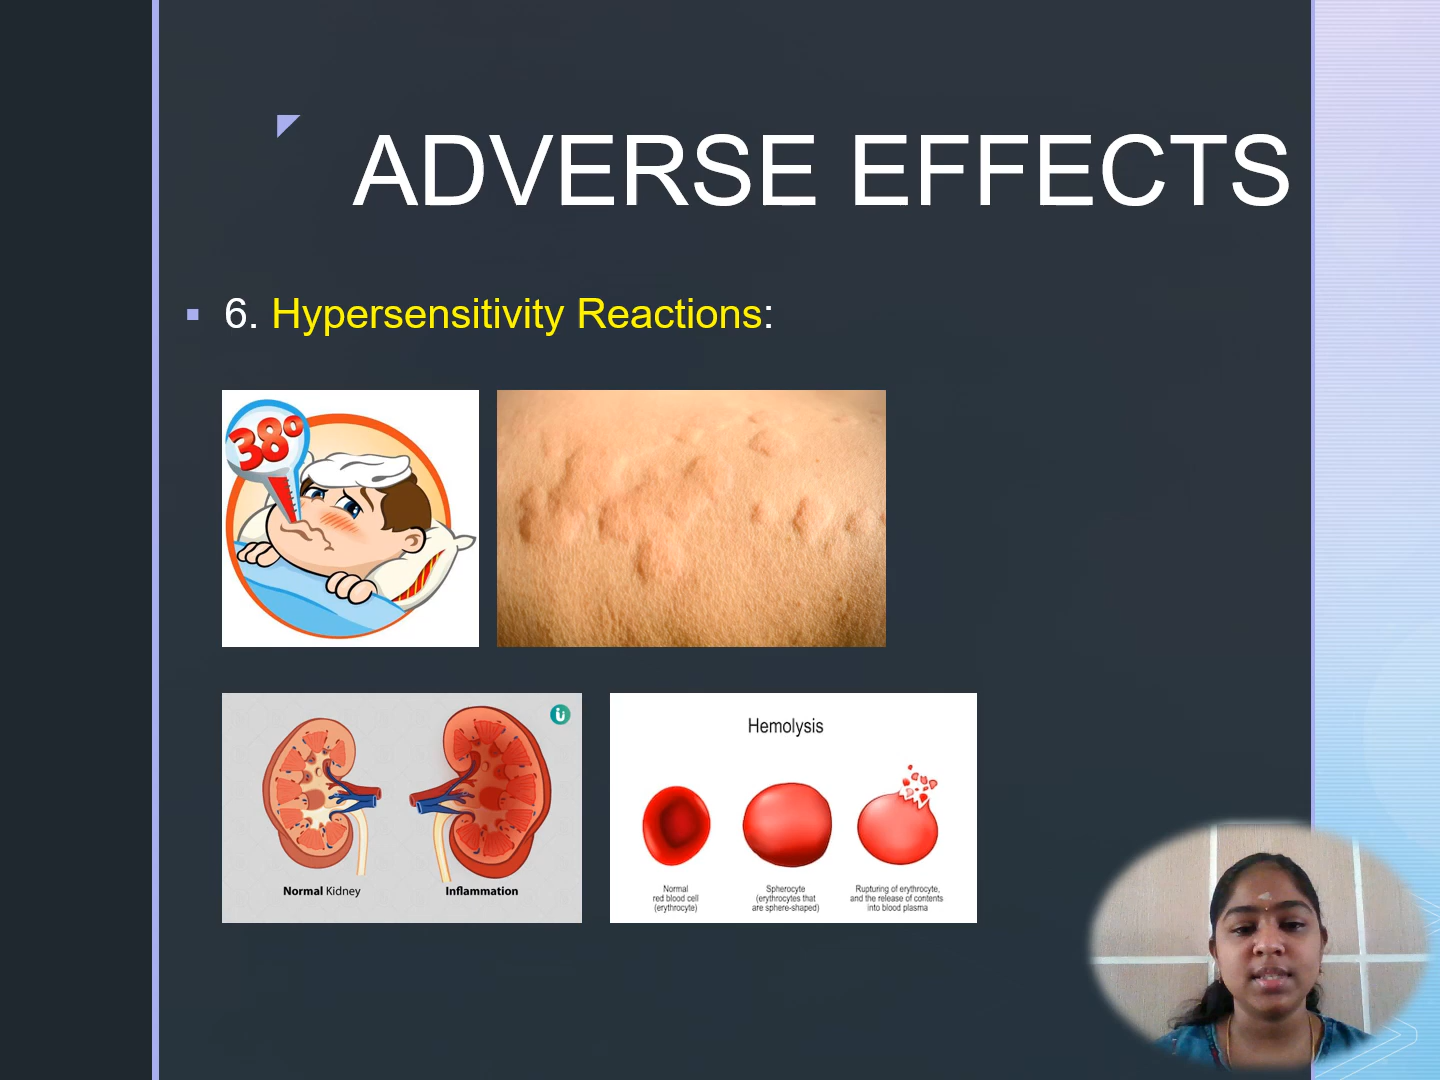 ADVERSE EFFECTS
6. Hypersensitivity Reactions:
38°
Normal Kidney
Inflammation
Hemolysis
Normal
red blood cell
(erythrocyte)
Spherocyte
(erythrocytes that
are sphere-shaped)
Rupturing of erythrocyte,
and the release of contents
into blood plasma